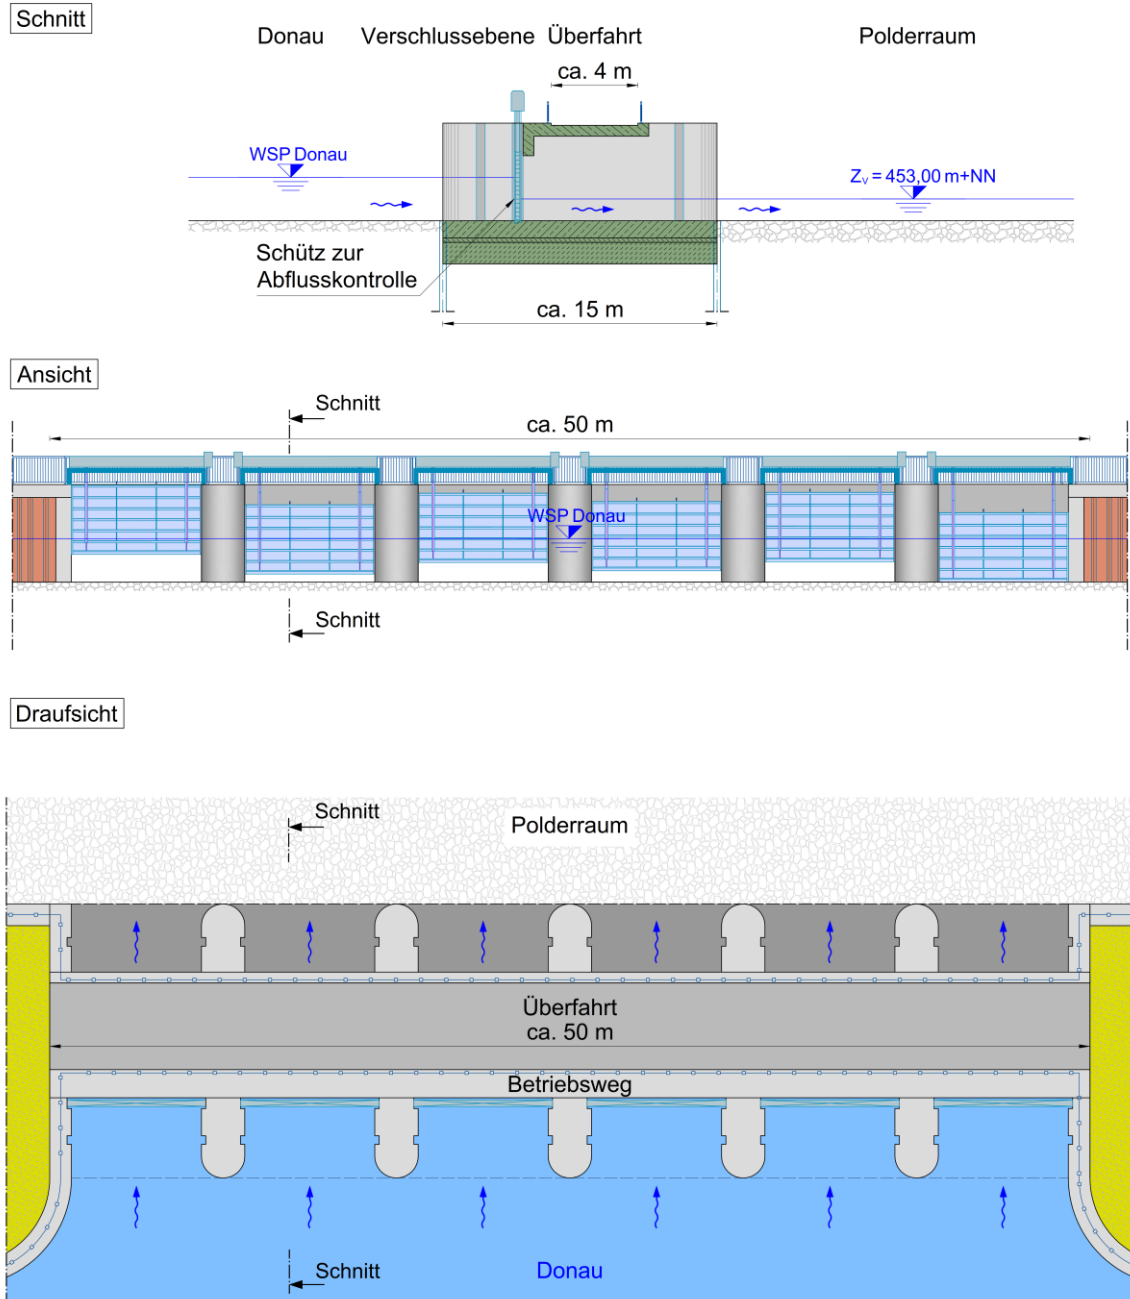 Schnitt
Donau
Verschlussebene
Überfahrt
Polderraum
ca. 4 m
WSP Donau
Zv = 453,00 m+NN
Schütz zur
Abflusskontrolle
ca. 15 m
Ansicht
Schnitt
ca. 50 m
WSP Donau
Schnitt
Draufsicht
Schnitt
Polderraum
Überfahrt
ca. 50 m
Betriebsweg
Schnitt
Donau